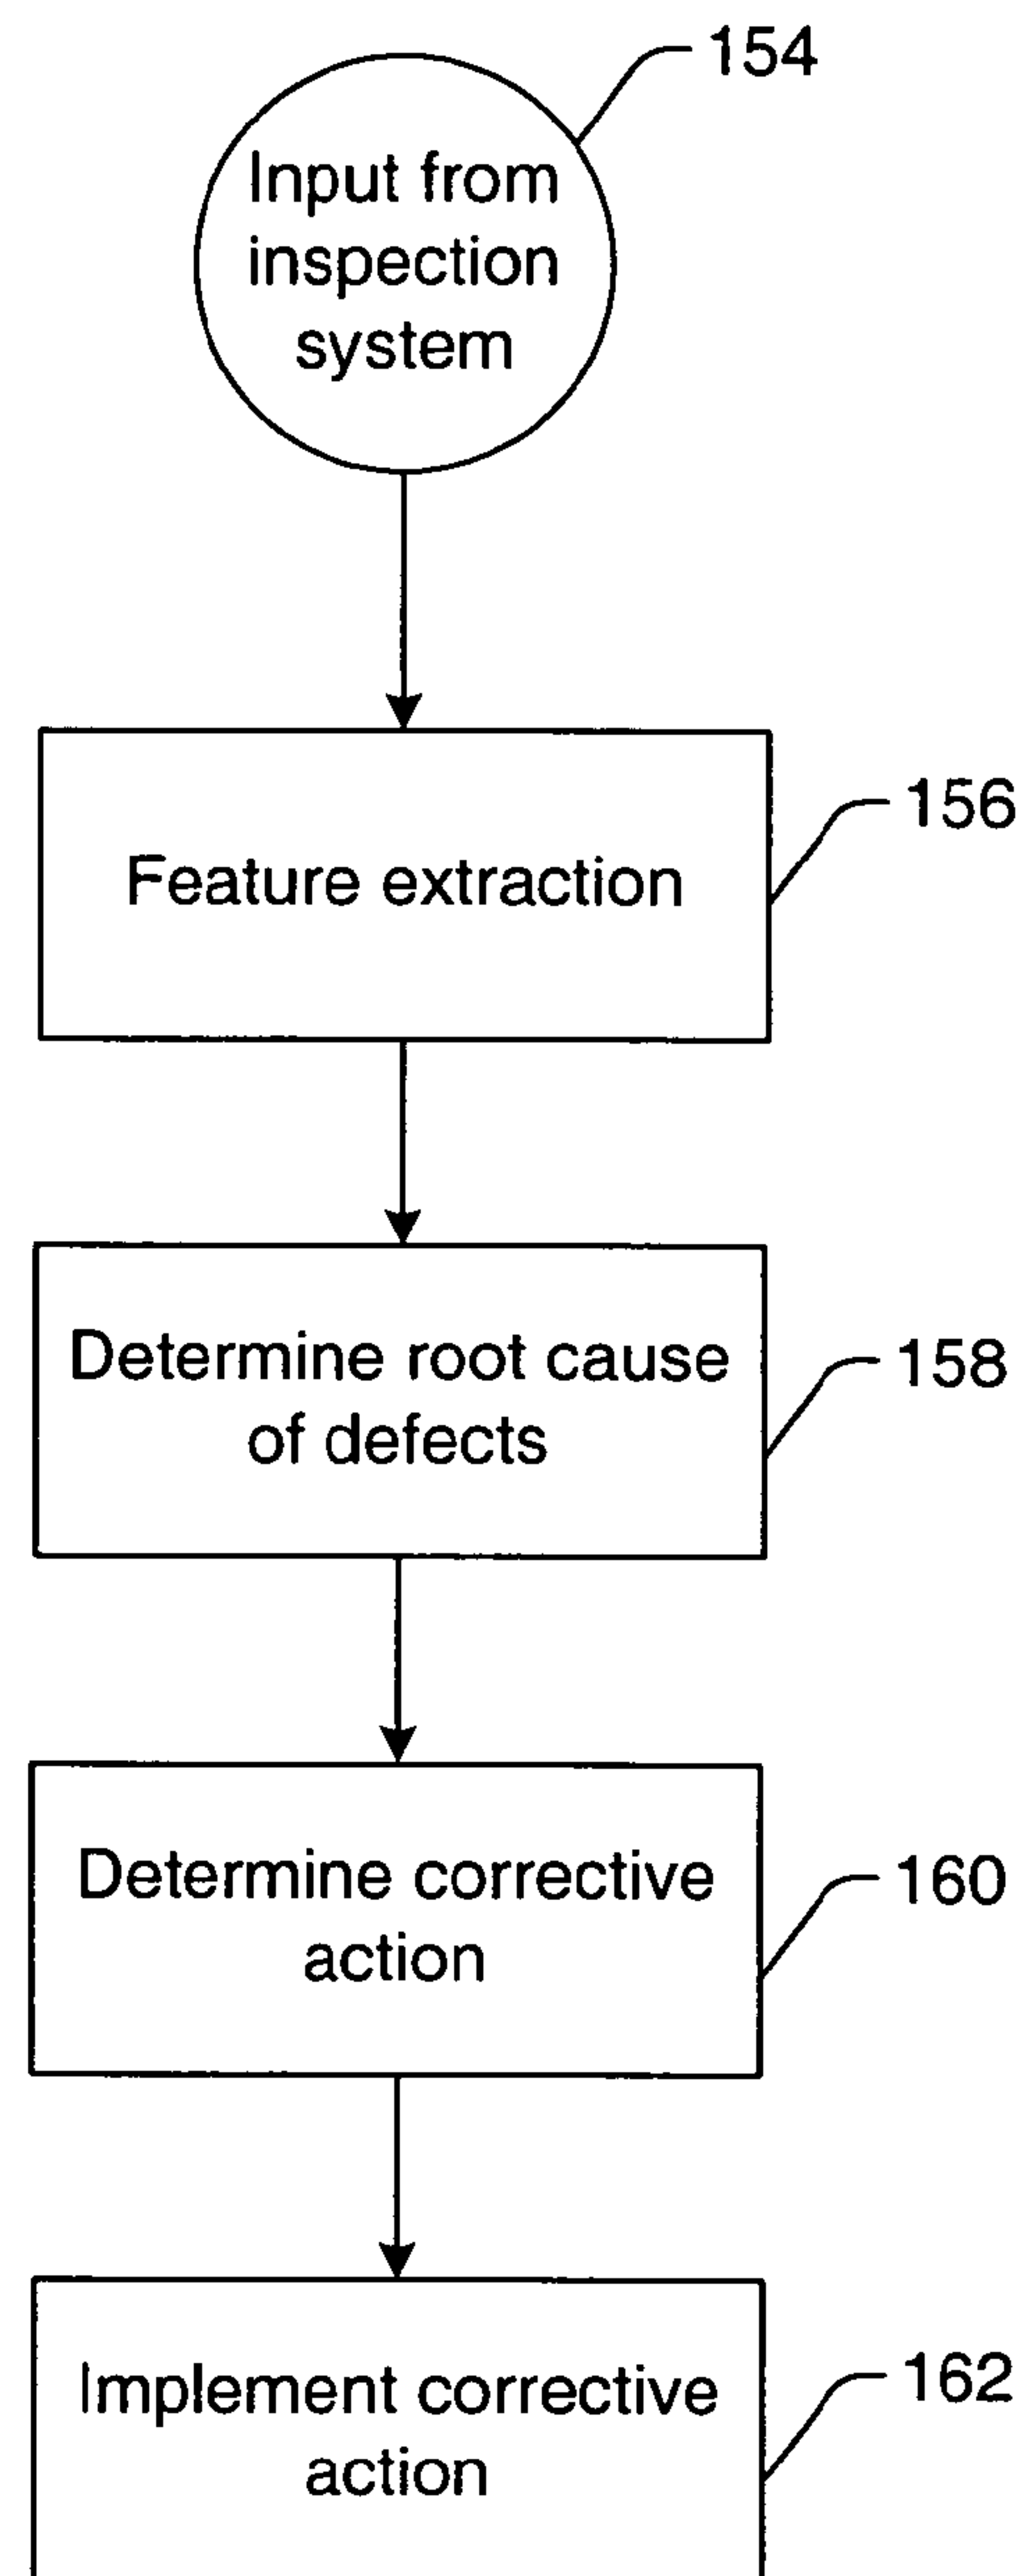 154
Input from
inspection
system
156
Feature extraction
158
Determine root cause
of defects
160
Determine corrective
action
162
Implement corrective
action